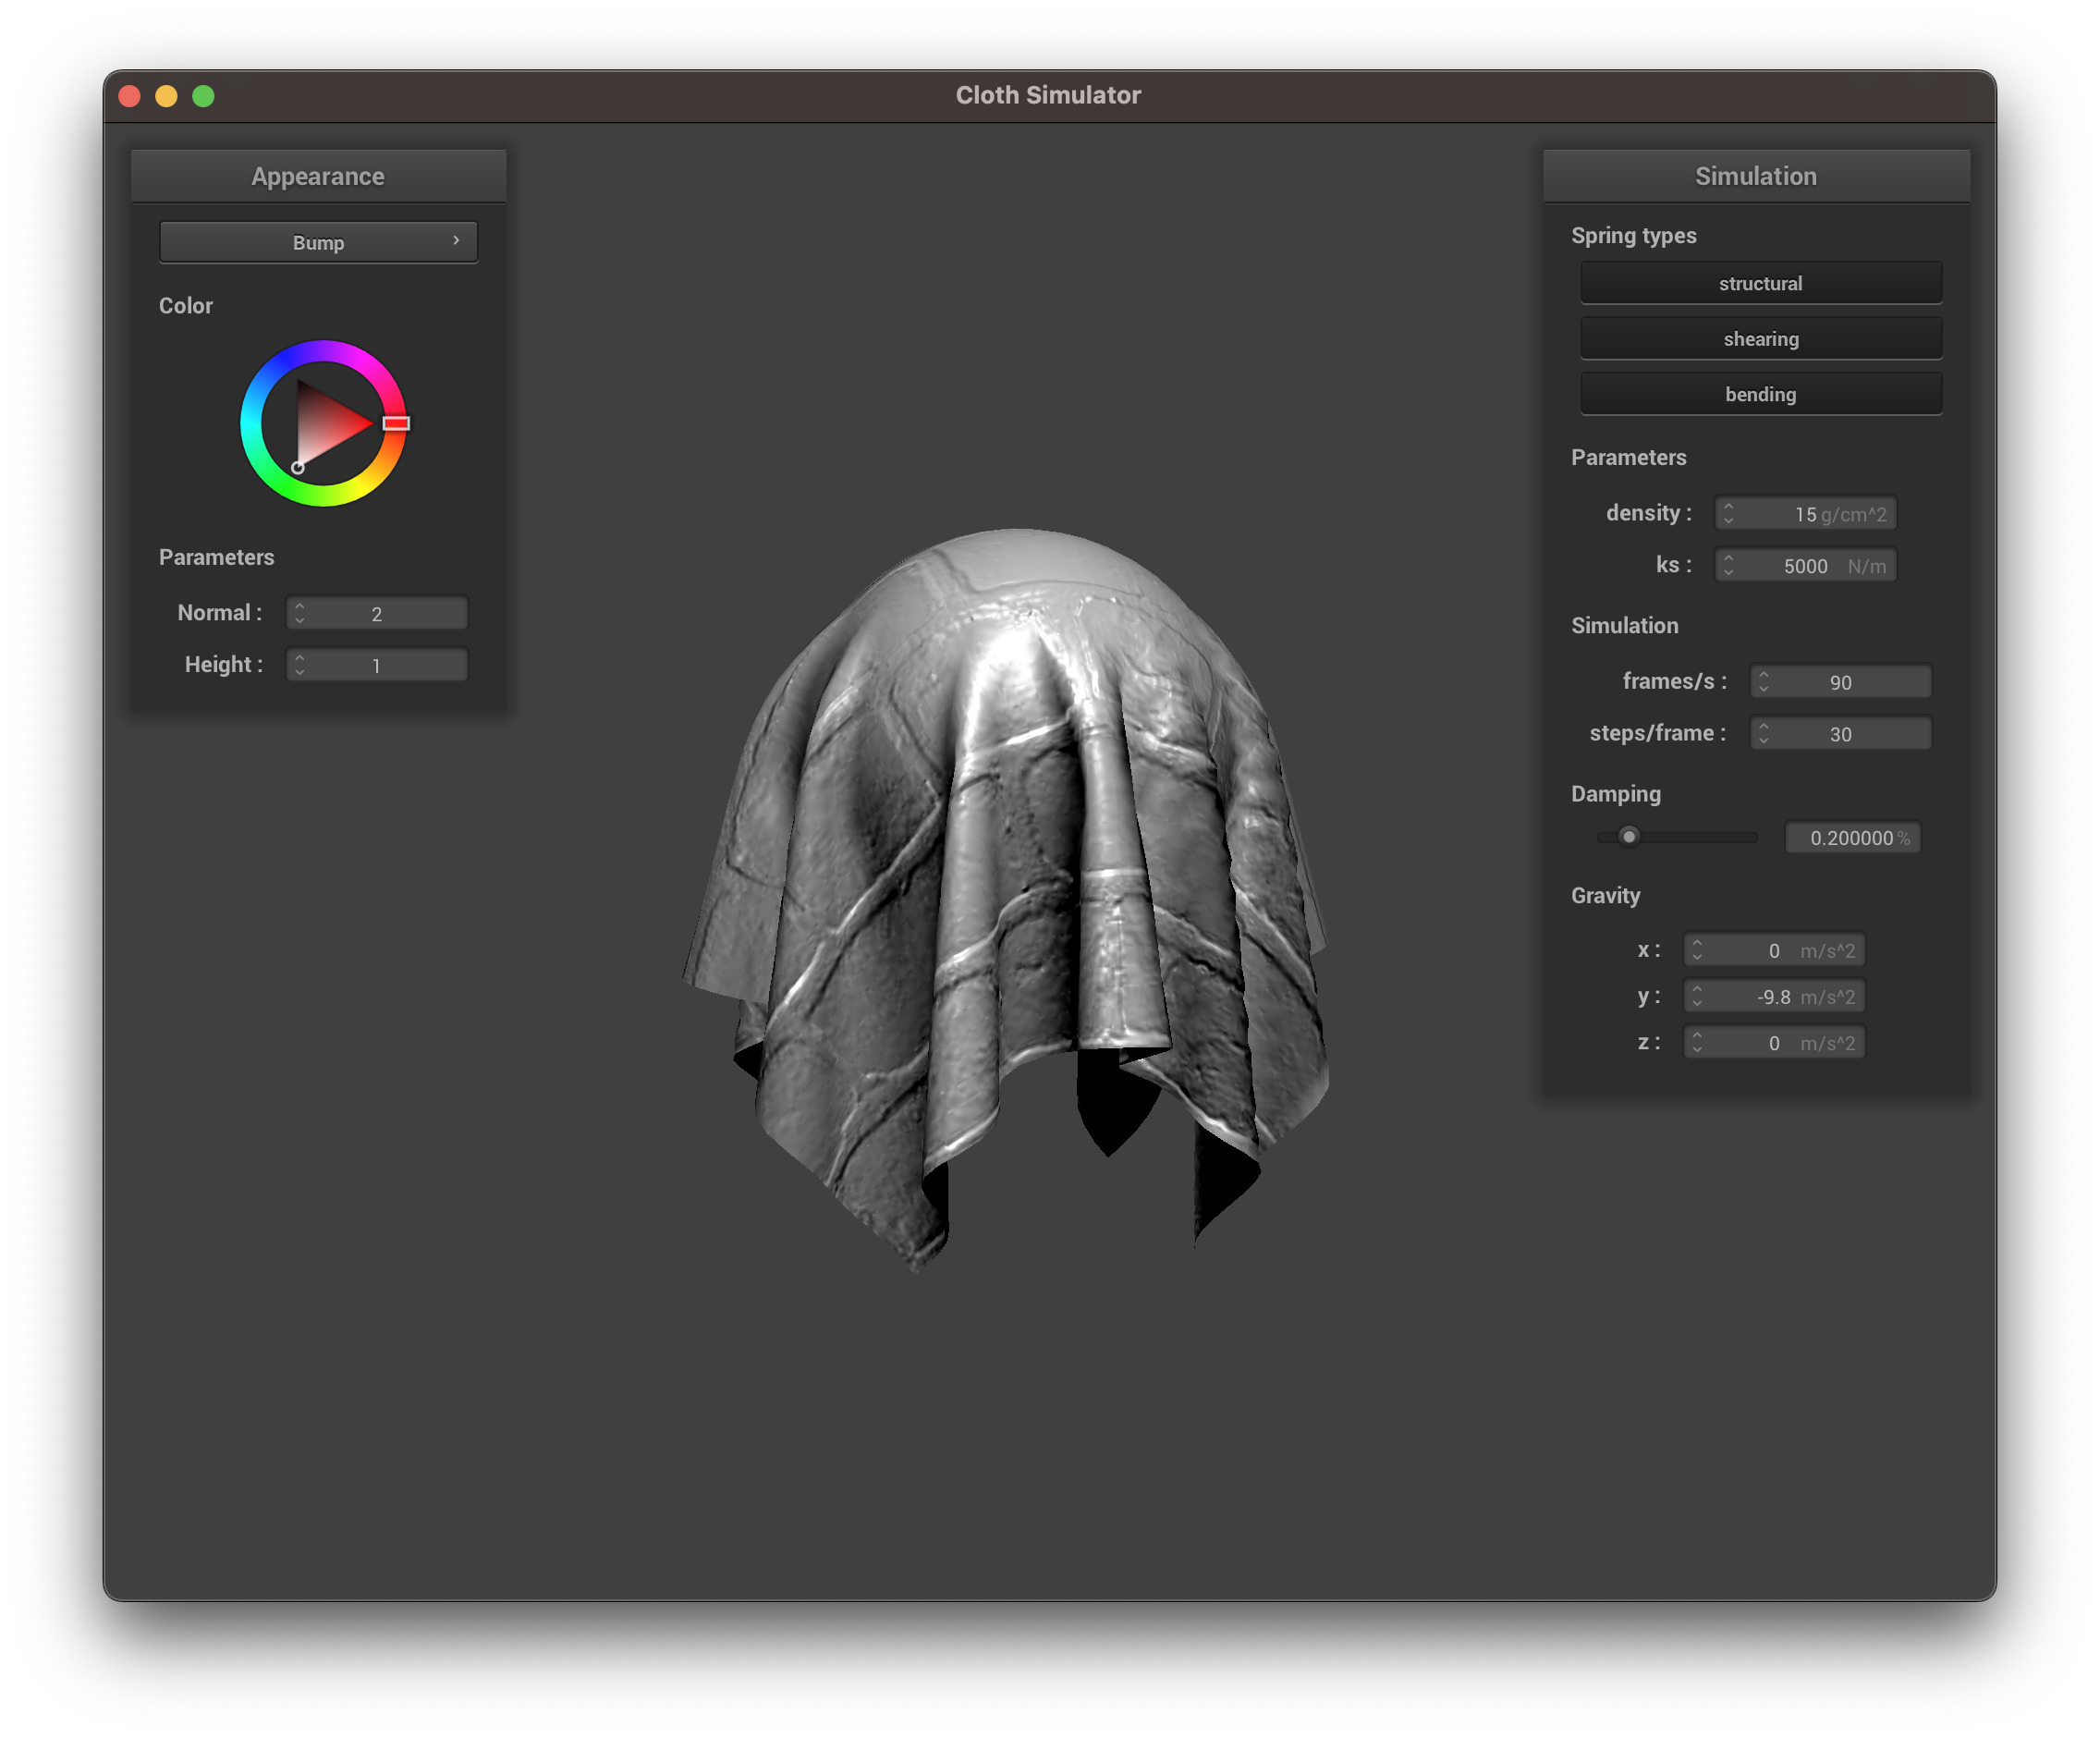 Cloth Simulator
Appearance
Bump
Color
Parameters
Normal : 2
Height : 1
Simulation
Spring types
structural
shearing
bending
Parameters
density : 15 g/cm^2
ks : 5000 N/m
Simulation
frames/s : 90
steps/frame : 30
Damping
0.200000 %
Gravity
x : 0 m/s^2
y : -9.8 m/s^2
z : 0 m/s^2